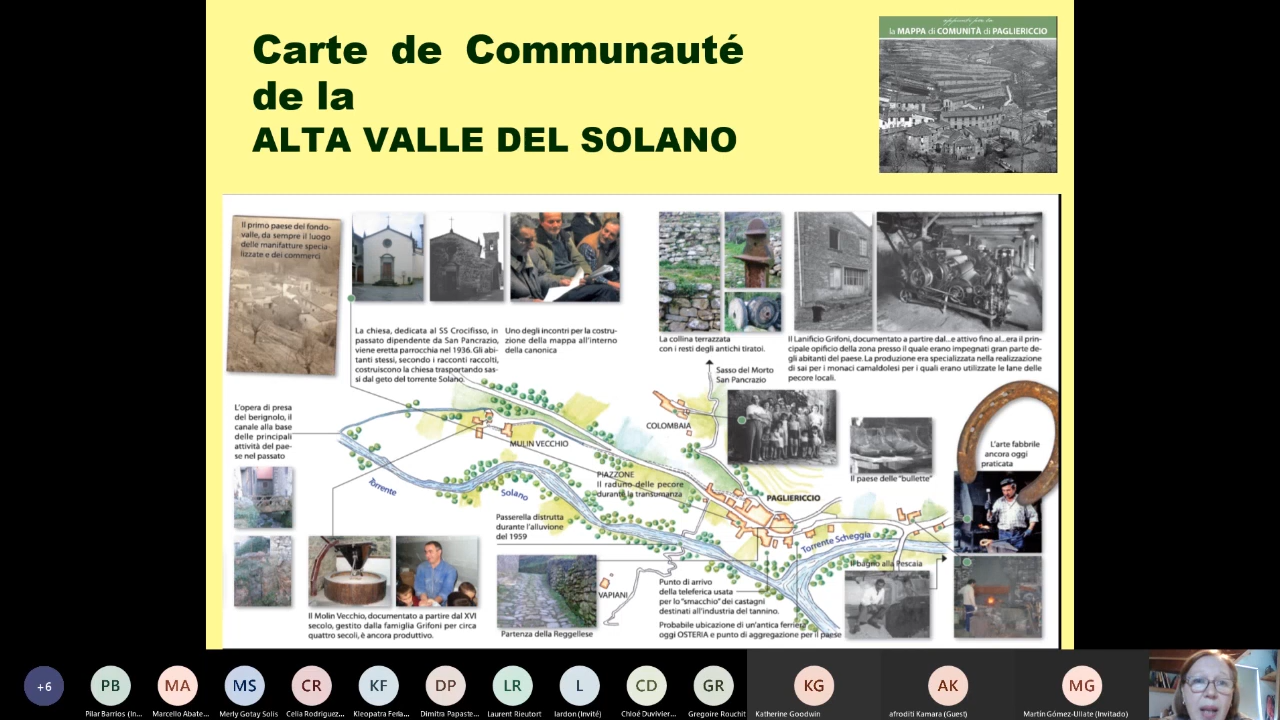 Carte de Communauté
de la
ALTA VALLE DEL SOLANO
la MAPPA di COMUNITÀ di PAGLIERICCIO
Il primo paese del fondo-
valle, da sempre il luogo
delle manifatture specia-
lizzate e dei commerci
La chiesa, dedicata al SS Crocifisso, in
passato dipendente da San Pancrazio,
viene eretta parrocchia nel 1936. Gli abi-
tanti stessi, secondo i racconti raccolti,
costruiscono la chiesa trasportando sas-
si dal geto del torrente Solano.
Uno degli incontri per la costru-
zione della mappa all'interno
della canonica
La collina terrazzata
con i resti degli antichi tiratoi.
Il Lanificio Grifoni, documentato a partire dal...e attivo fino al...era il prin-
cipale opificio della zona presso il quale erano impegnati gran parte de-
gli abitanti del paese. La produzione era specializzata nella realizzazione
di sai per i monaci camaldolesi per i quali erano utilizzate le lane delle
pecore locali.
Sasso del Morto
San Pancrazio
L'opera di presa
del berignolo, il
canale alla base
delle principali
attività del pae-
se nel passato
MULIN VECCHIO
COLOMBAIA
Il paese delle "bullette"
L'arte fabbrile
ancora oggi
praticata
Torrente
Solano
PIAZZONE
Il raduno delle pecore
durante la transumanza
PAGLIERICCIO
Passerella distrutta
durante l'alluvione
del 1959
Torrente Scheggia
Il bagno alla Pescaia
VAPIANI
Punto di arrivo
della teleferica usata
per lo "smacchio" dei castagni
destinati all'industria del tannino.
Probabile ubicazione di un'antica ferriera
oggi OSTERIA e punto di aggregazione per il paese
Il Molin Vecchio, documentato a partire dal XVI
secolo, gestito dalla famiglia Grifoni per circa
quattro secoli, è ancora produttivo.
Partenza della Reggellese
+6
PB
MA
MS
CR
KF
DP
LR
L
CD
GR
KG
AK
MG
Pilar Barrios (In...
Marcello Abate...
Merly Gotay Solis
Celia Rodriguez...
Kleopatra Ferla...
Dimitra Papaste...
Laurent Rieutort
lardon (Invité)
Chloé Duvivier...
Gregoire Rouchit
Katherine Goodwin
afroditi Kamara (Guest)
Martín Gómez-Ullate (Invitado)